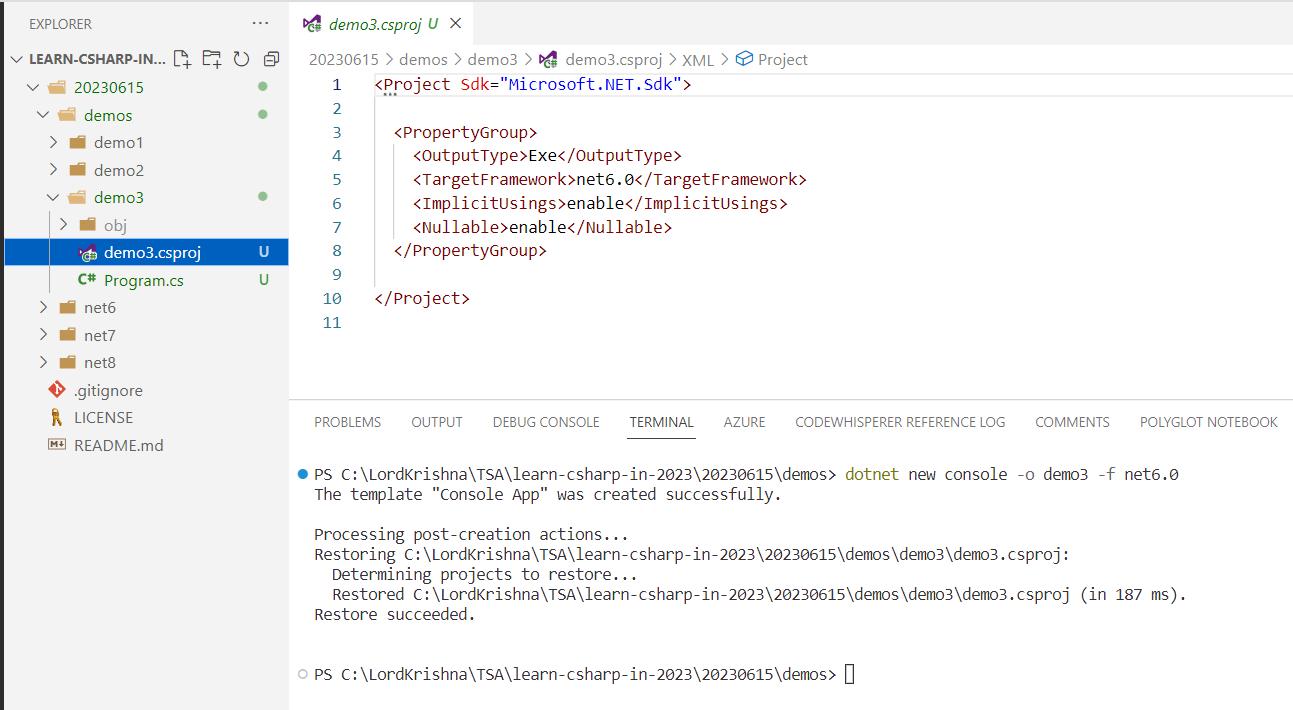 EXPLORER
LEARN-CSHARP-IN...
20230615
demos
demo1
demo2
demo3
obj
demo3.csproj U
C# Program.cs U
net6
net7
net8
.gitignore
LICENSE
README.md
demo3.csproj U
20230615 > demos > demo3 > demo3.csproj > XML > Project
1 <Project Sdk="Microsoft.NET.Sdk">
2
3 <PropertyGroup>
4 <OutputType>Exe</OutputType>
5 <TargetFramework>net6.0</TargetFramework>
6 <ImplicitUsings>enable</ImplicitUsings>
7 <Nullable>enable</Nullable>
8 </PropertyGroup>
9
10 </Project>
11
PROBLEMS OUTPUT DEBUG CONSOLE TERMINAL AZURE CODEWHISPERER REFERENCE LOG COMMENTS POLYGLOT NOTEBOOK
PS C:\LordKrishna\TSA\learn-csharp-in-2023\20230615\demos> dotnet new console -o demo3 -f net6.0
The template "Console App" was created successfully.
Processing post-creation actions...
Restoring C:\LordKrishna\TSA\learn-csharp-in-2023\20230615\demos\demo3\demo3.csproj:
Determining projects to restore...
Restored C:\LordKrishna\TSA\learn-csharp-in-2023\20230615\demos\demo3\demo3.csproj (in 187 ms).
Restore succeeded.
PS C:\LordKrishna\TSA\learn-csharp-in-2023\20230615\demos>